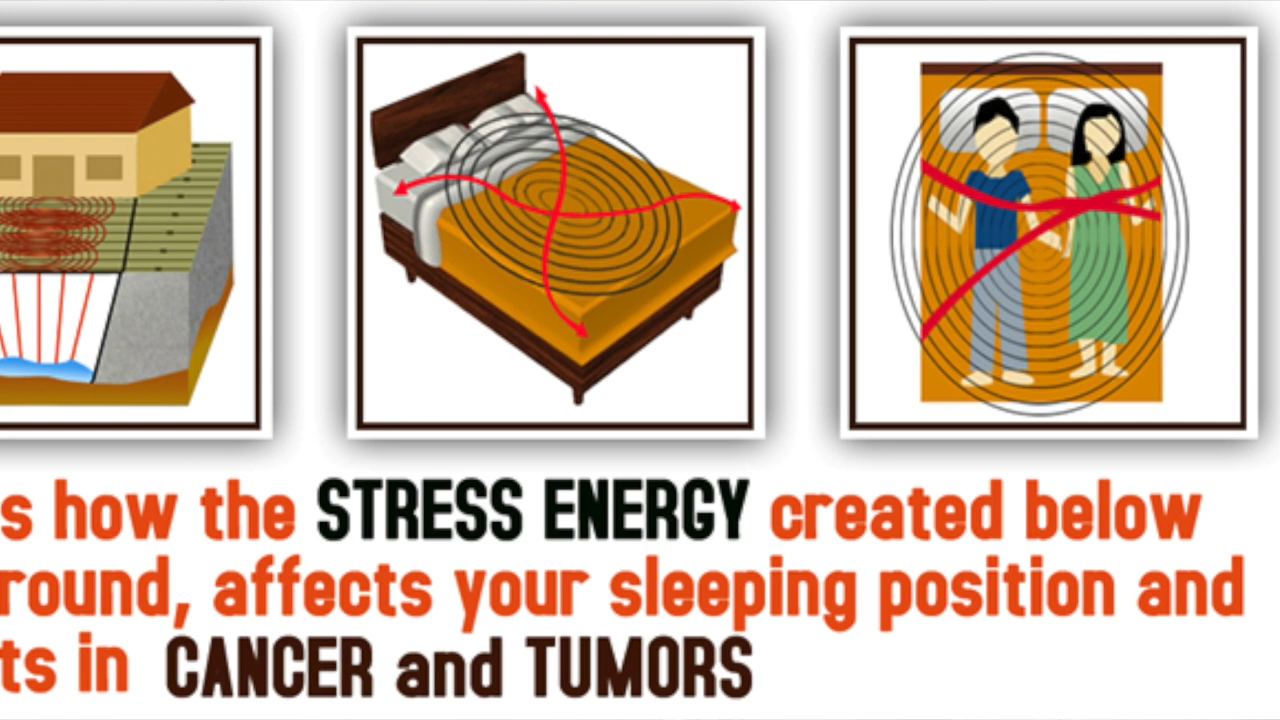 s how the STRESS ENERGY created below
round, affects your sleeping position and
ts in CANCER and TUMORS